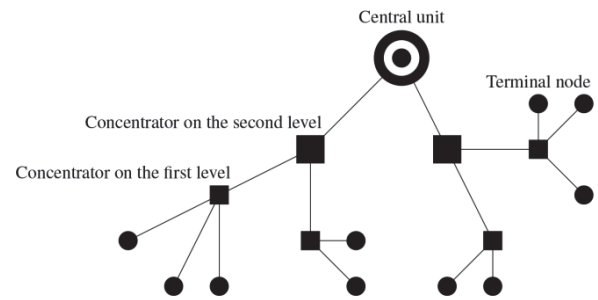 Central unit
Terminal node
Concentrator on the second level
Concentrator on the first level